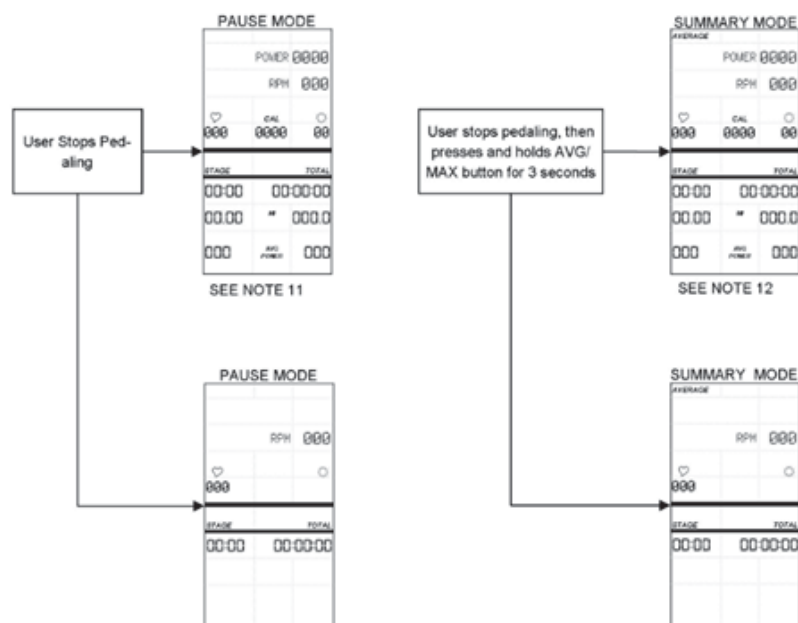 PAUSE MODE
POWER 0000
RPM 000
CAL
000 0000 00
STAGE TOTAL
00:00 00:00:00
00.00 MI 000.0
000 AVG POWER 000
SEE NOTE 11
User Stops Ped-
aling
PAUSE MODE
RPM 000
000
STAGE TOTAL
00:00 00:00:00
SUMMARY MODE
AVERAGE
POWER 0000
RPM 000
CAL
000 0000 00
STAGE TOTAL
00:00 00:00:00
00.00 MI 000.0
000 AVG POWER 000
SEE NOTE 12
User stops pedaling, then
presses and holds AVG/
MAX button for 3 seconds
SUMMARY MODE
AVERAGE
RPM 000
000
STAGE TOTAL
00:00 00:00:00